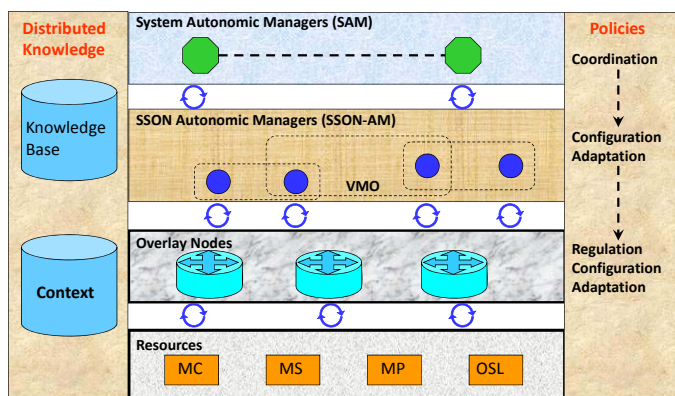 Distributed
Knowledge
Knowledge
Base
Context
System Autonomic Managers (SAM)
SSON Autonomic Managers (SSON-AM)
VMO
Overlay Nodes
Resources
MC
MS
MP
OSL
Policies
Coordination
Configuration
Adaptation
Regulation
Configuration
Adaptation